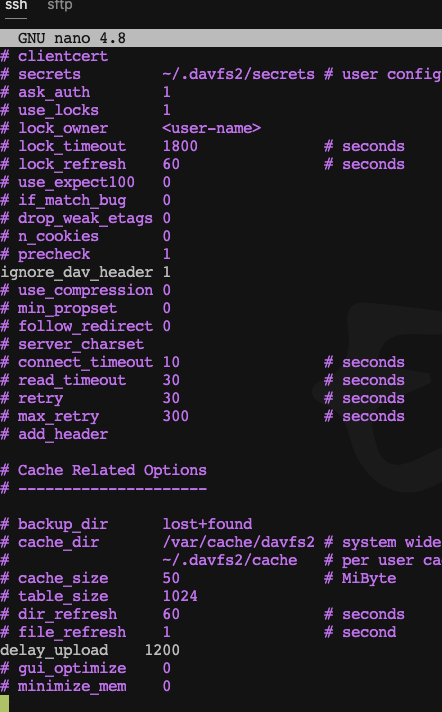 ssh sftp
GNU nano 4.8
# clientcert
# secrets ~/.davfs2/secrets # user config
# ask_auth 1
# use_locks 1
# lock_owner <user-name>
# lock_timeout 1800 # seconds
# lock_refresh 60 # seconds
# use_expect100 0
# if_match_bug 0
# drop_weak_etags 0
# n_cookies 0
# precheck 1
ignore_dav_header 1
# use_compression 0
# min_propset 0
# follow_redirect 0
# server_charset
# connect_timeout 10 # seconds
# read_timeout 30 # seconds
# retry 30 # seconds
# max_retry 300 # seconds
# add_header
# Cache Related Options
# ---------------------
# backup_dir lost+found
# cache_dir /var/cache/davfs2 # system wide
# ~/.davfs2/cache # per user ca
# cache_size 50 # MiByte
# table_size 1024
# dir_refresh 60 # seconds
# file_refresh 1 # second
delay_upload 1200
# gui_optimize 0
# minimize_mem 0